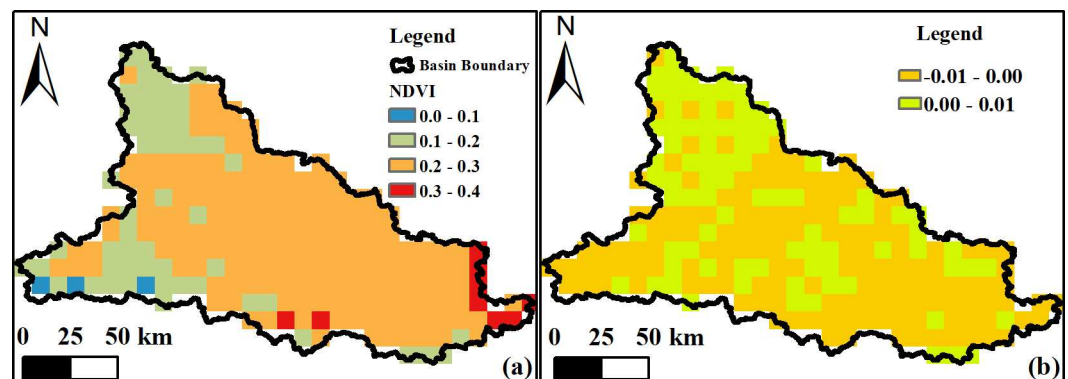 N
Legend
Basin Boundary
NDVI
0.0 - 0.1
0.1 - 0.2
0.2 - 0.3
0.3 - 0.4
0 25 50 km
(a)
N
Legend
-0.01 - 0.00
0.00 - 0.01
0 25 50 km
(b)